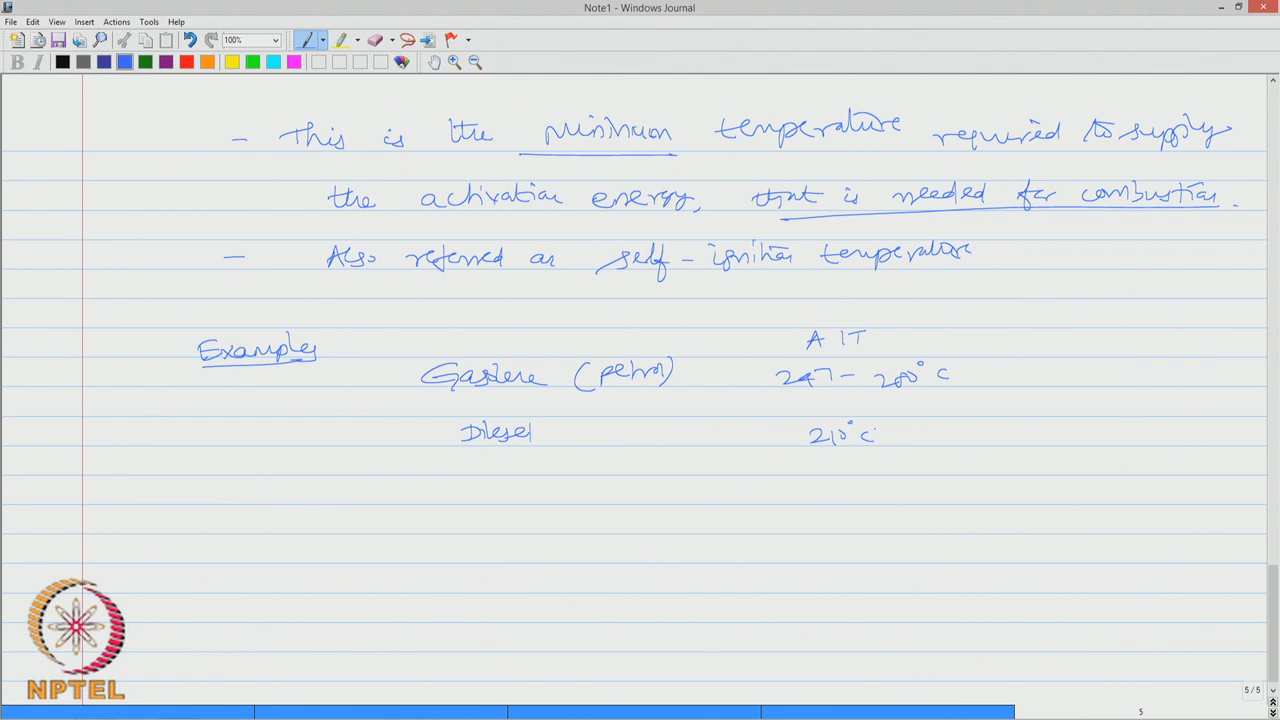 Note1 - Windows Journal
File Edit View Insert Actions Tools Help
100%
B I
- This is the minimum temperature required to supply
the activation energy, that is needed for combustion.
- Also referred as self-ignition temperature
Examples
AIT
Gasoline (petrol) 247 - 280°C
Diesel 210°C
NPTEL
5 / 5
5